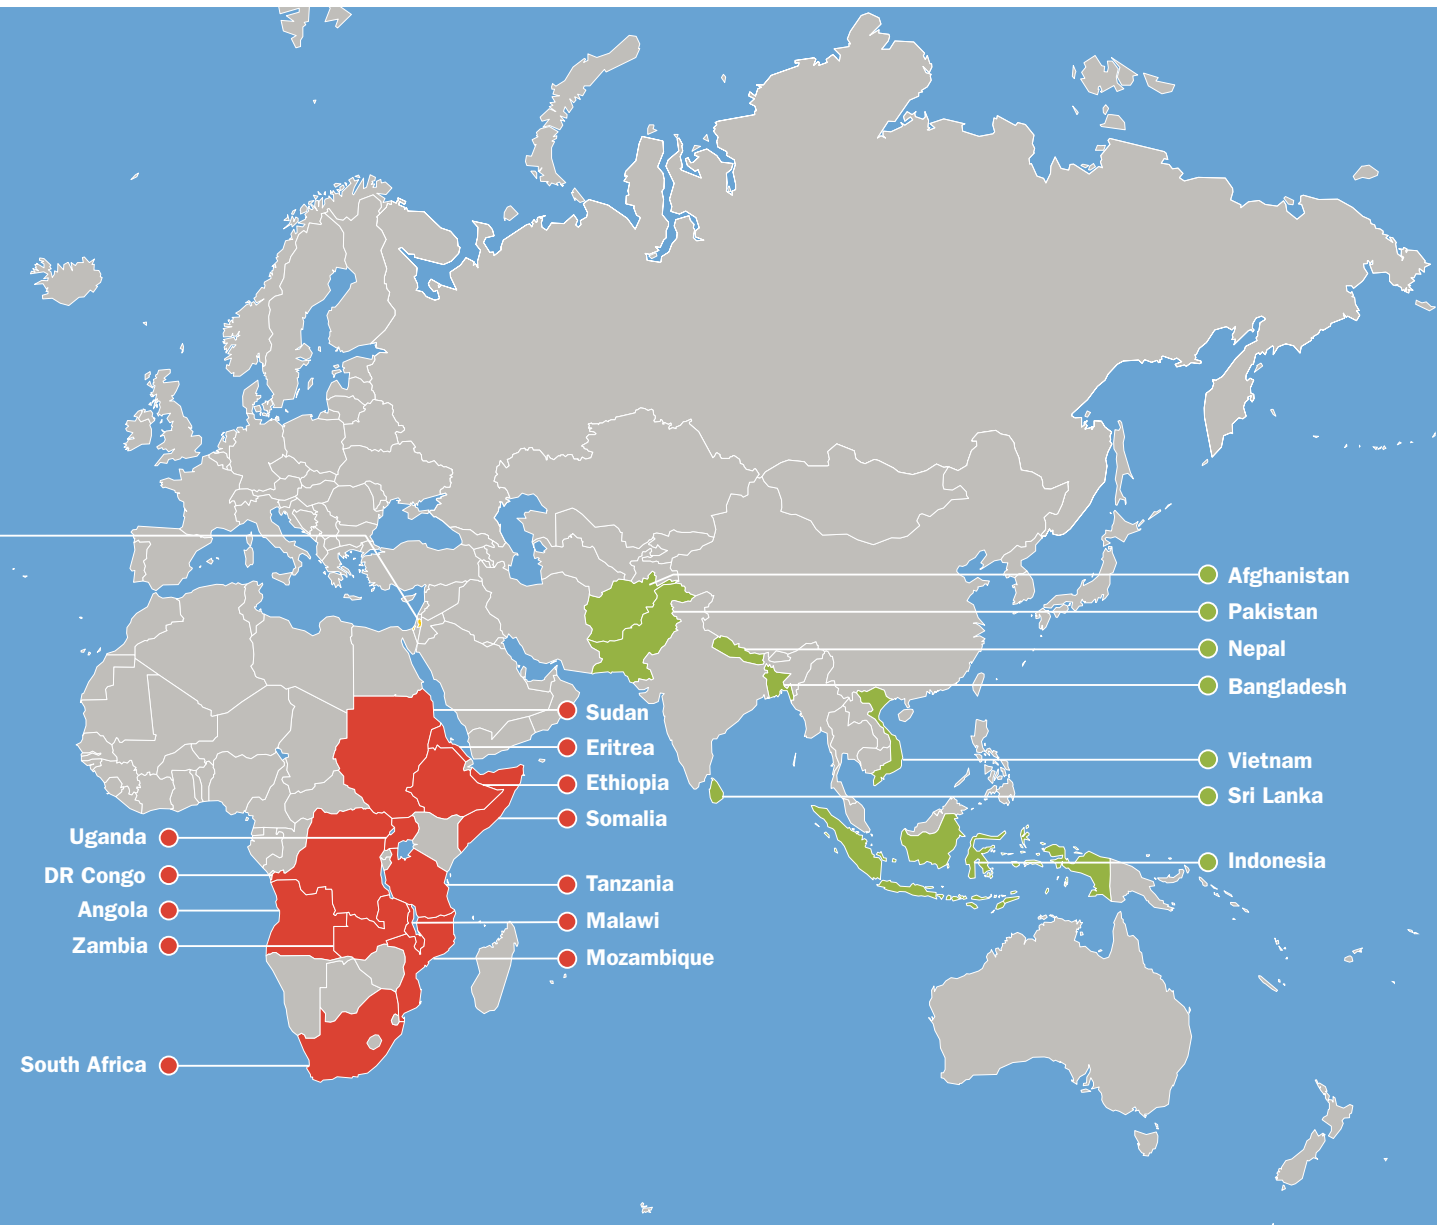 Afghanistan
Pakistan
Nepal
Bangladesh
Sudan
Eritrea
Vietnam
Ethiopia
Sri Lanka
Somalia
Uganda
Indonesia
DR Congo
Tanzania
Angola
Malawi
Zambia
Mozambique
South Africa